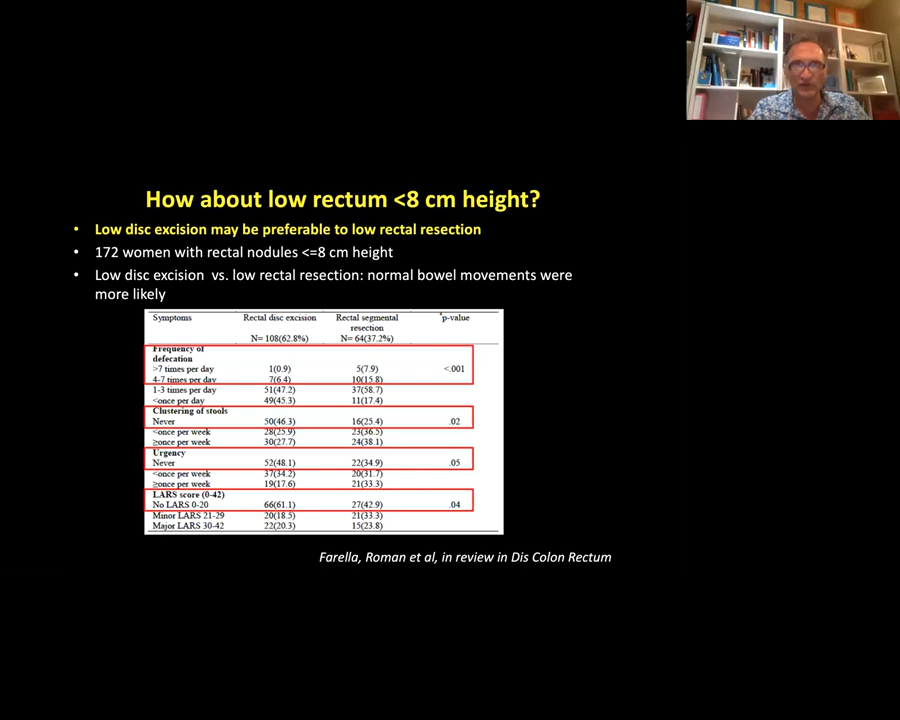 How about low rectum <8 cm height?
• Low disc excision may be preferable to low rectal resection
• 172 women with rectal nodules <=8 cm height
• Low disc excision vs. low rectal resection: normal bowel movements were
more likely
Symptoms Rectal disc excision Rectal segmental p-value
resection
N= 108(62.8%) N= 64(37.2%)
Frequency of
defecation
>7 times per day 1(0.9) 5(7.9) <.001
4-7 times per day 7(6.4) 10(15.8)
1-3 times per day 51(47.2) 37(58.7)
<once per day 49(45.3) 11(17.4)
Clustering of stools
Never 50(46.3) 16(25.4) .02
<once per week 28(25.9) 23(36.5)
≥once per week 30(27.7) 24(38.1)
Urgency
Never 52(48.1) 22(34.9) .05
<once per week 37(34.2) 20(31.7)
≥once per week 19(17.6) 21(33.3)
LARS score (0-42)
No LARS 0-20 66(61.1) 27(42.9) .04
Minor LARS 21-29 20(18.5) 21(33.3)
Major LARS 30-42 22(20.3) 15(23.8)
Farella, Roman et al, in review in Dis Colon Rectum